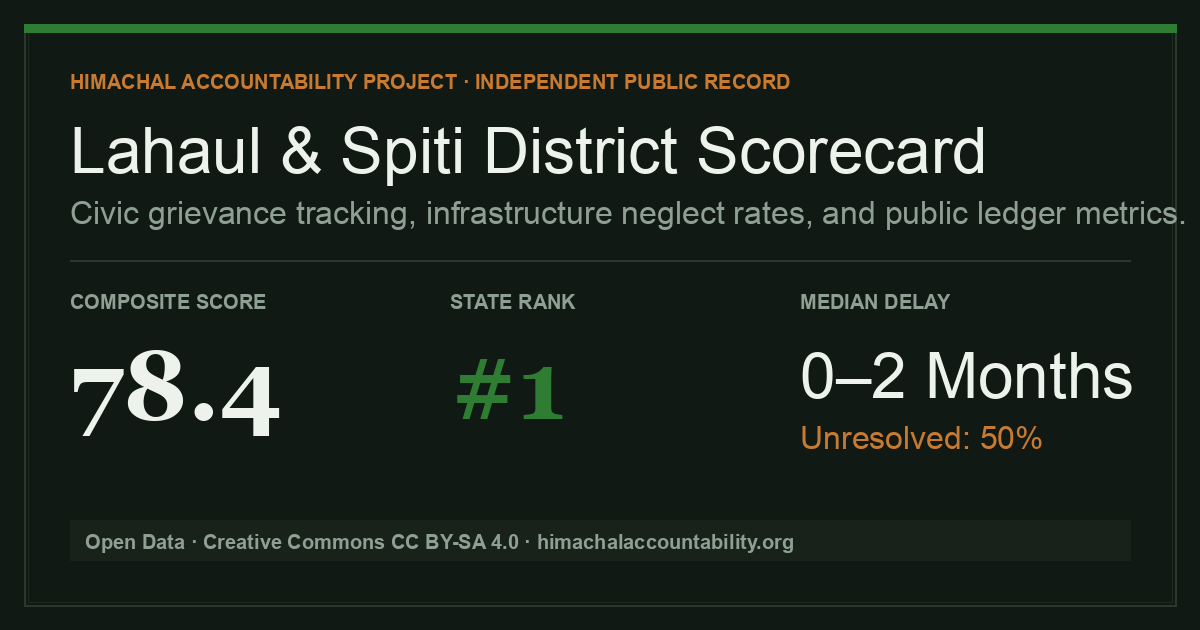 HIMACHAL ACCOUNTABILITY PROJECT · INDEPENDENT PUBLIC RECORD
Lahaul & Spiti District Scorecard
Civic grievance tracking, infrastructure neglect rates, and public ledger metrics.
COMPOSITE SCORE
78.4
STATE RANK
#1
MEDIAN DELAY
0–2 Months
Unresolved: 50%
Open Data · Creative Commons CC BY-SA 4.0 · himachalaccountability.org